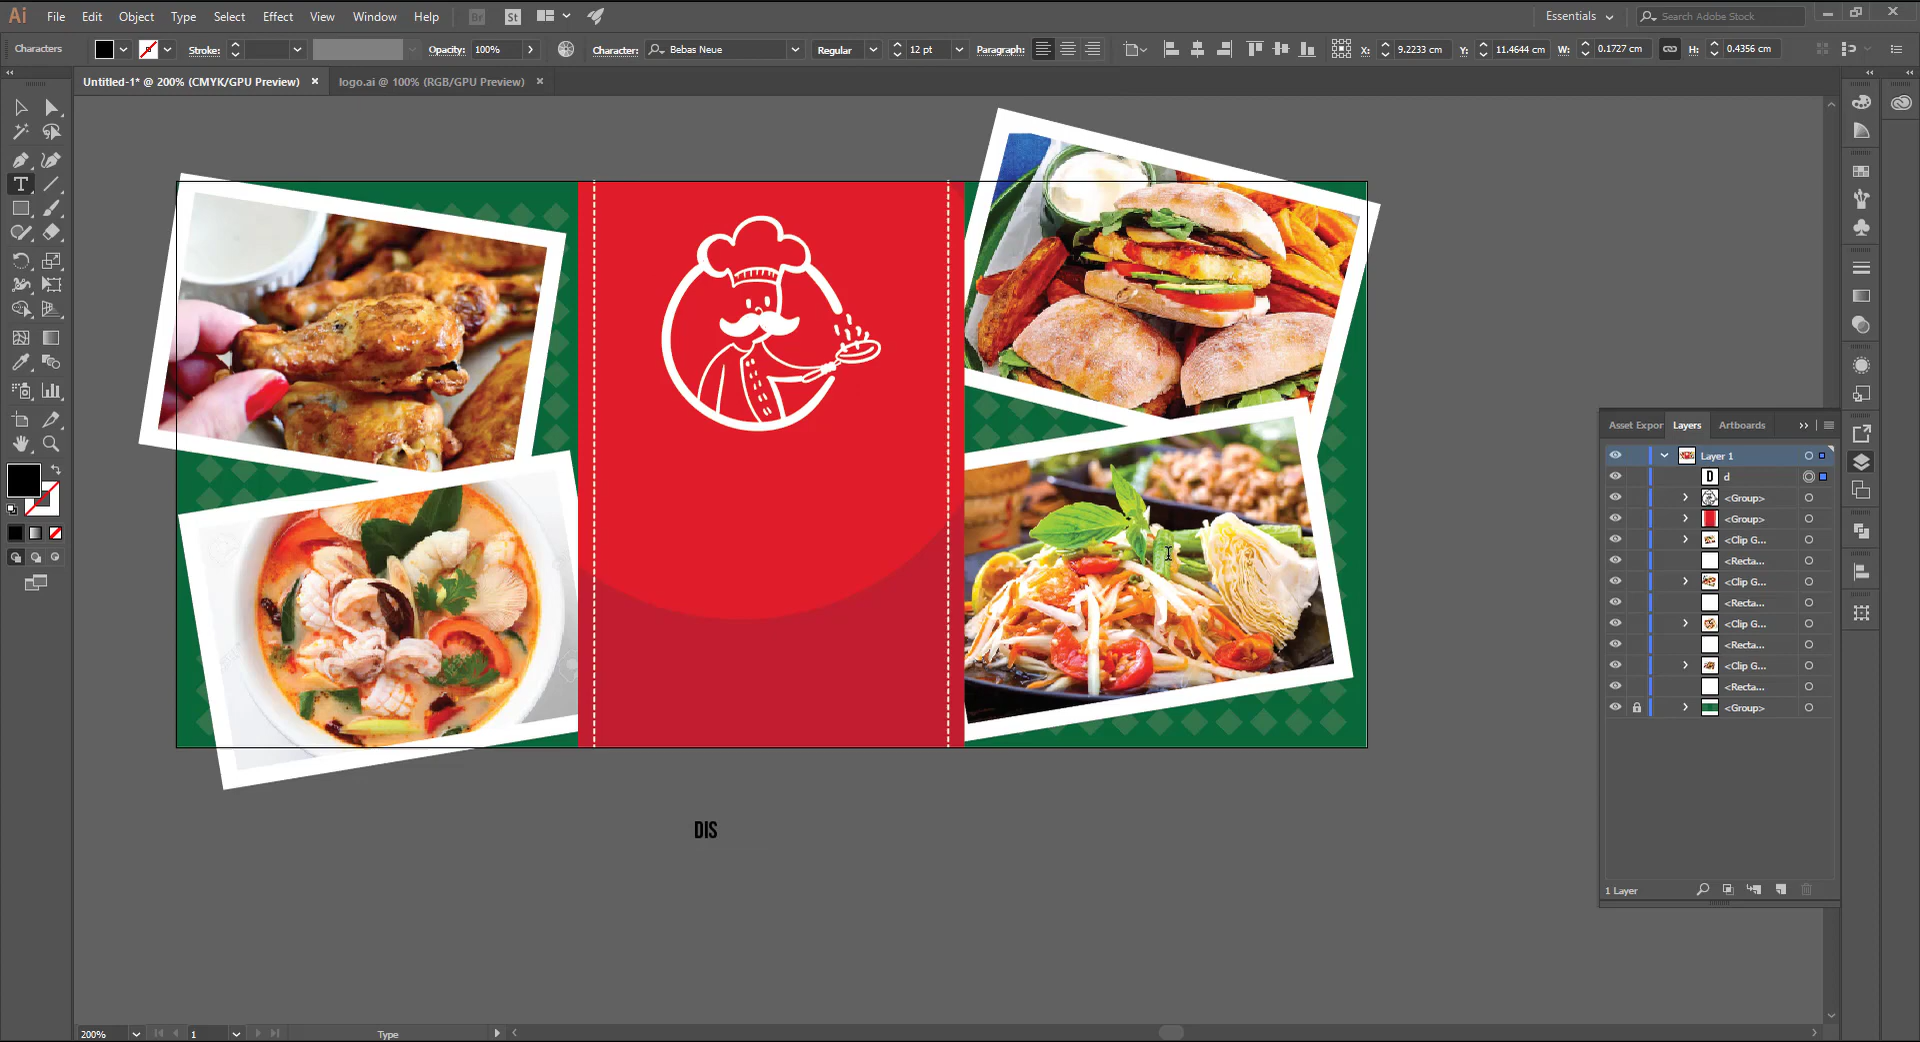 Ai File Edit Object Type Select Effect View Window Help Br St Essentials Search Adobe Stock
Characters Stroke: Opacity: 100% Character: Bebas Neue Regular 12 pt Paragraph: X: 9.2233 cm Y: 11.4644 cm W: 0.1727 cm H: 0.4356 cm
Untitled-1* @ 200% (CMYK/GPU Preview) logo.ai @ 100% (RGB/GPU Preview)
Asset Expor Layers Artboards
Layer 1
D d
<Group>
<Group>
<Clip G...
<Recta...
<Clip G...
<Recta...
<Clip G...
<Recta...
<Clip G...
<Recta...
<Group>
DIS
1 Layer
200% 1 Type